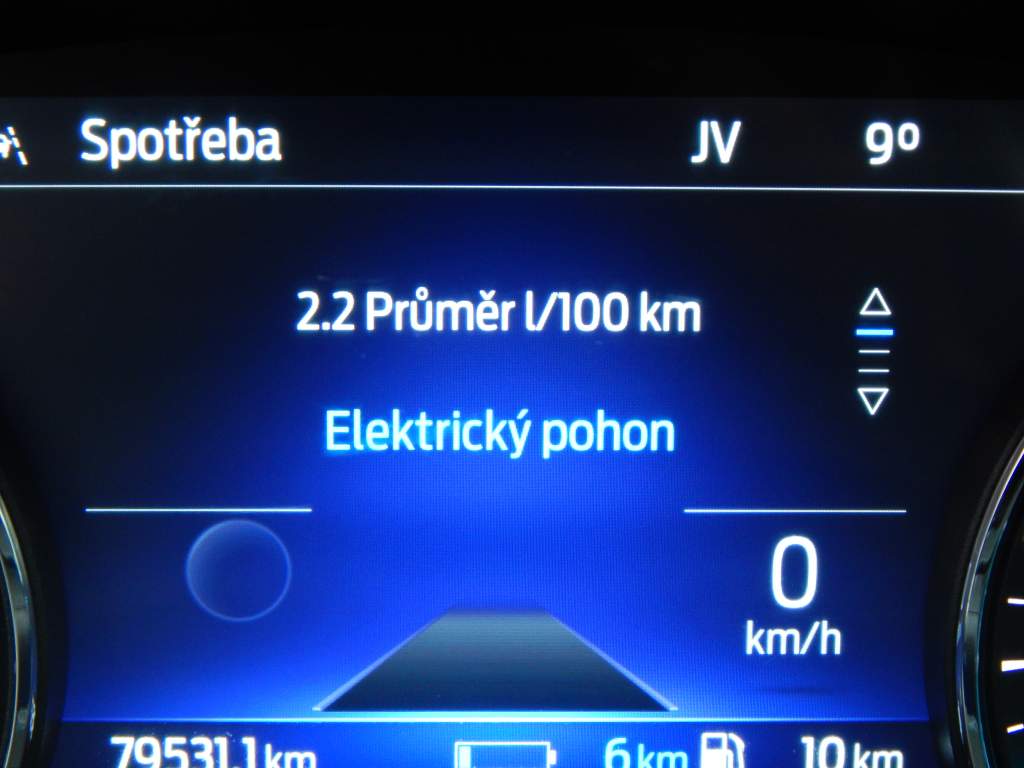 Spotřeba JV 9º
2.2 Průměr l/100 km
Elektrický pohon
0
km/h
79531.1 km 6 km 10 km